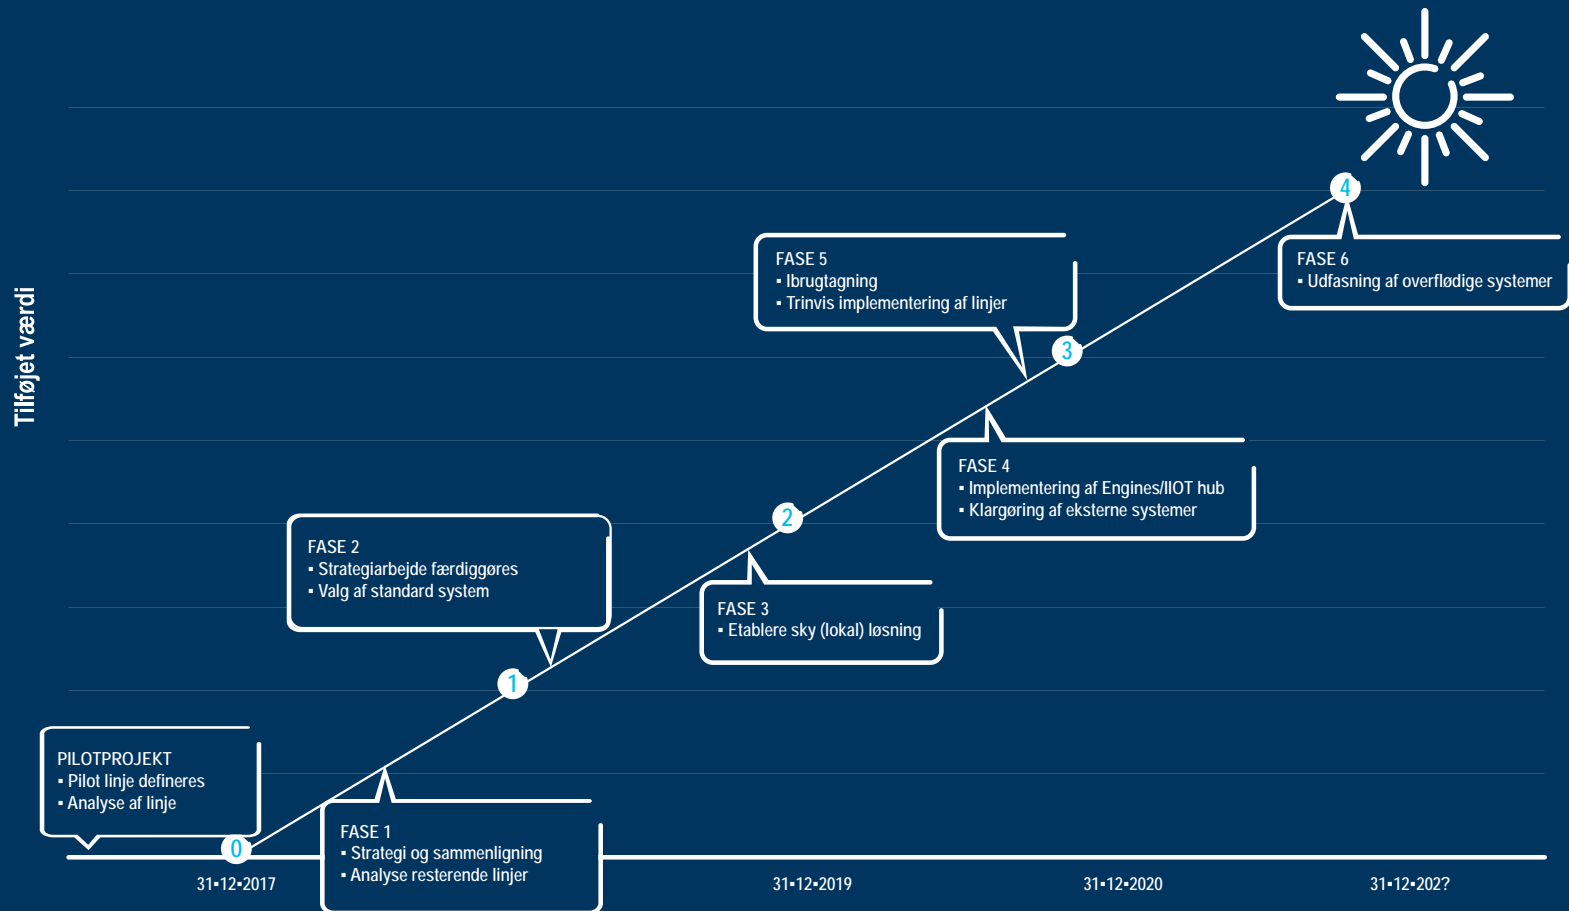 Tilføjet værdi
4
FASE 5
▪ Ibrugtagning
▪ Trinvis implementering af linjer
FASE 6
▪ Udfasning af overflødige systemer
3
FASE 4
▪ Implementering af Engines/IIOT hub
▪ Klargøring af eksterne systemer
2
FASE 2
▪ Strategiarbejde færdiggøres
▪ Valg af standard system
FASE 3
▪ Etablere sky (lokal) løsning
1
PILOTPROJEKT
▪ Pilot linje defineres
▪ Analyse af linje
0
FASE 1
▪ Strategi og sammenligning
▪ Analyse resterende linjer
31▪12▪2017
31▪12▪2019
31▪12▪2020
31▪12▪202?